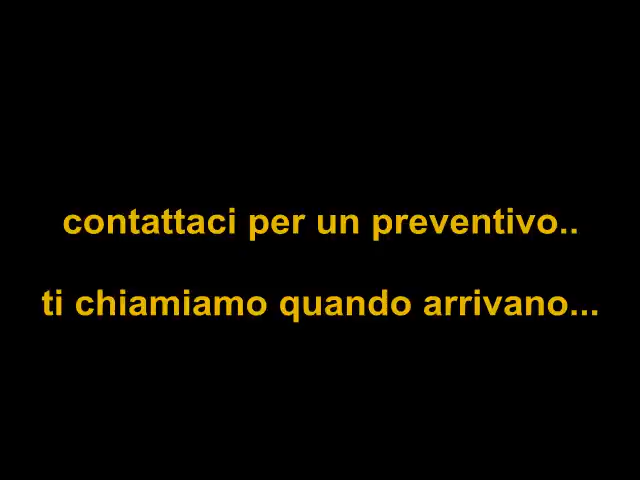 contattaci per un preventivo..
ti chiamiamo quando arrivano...